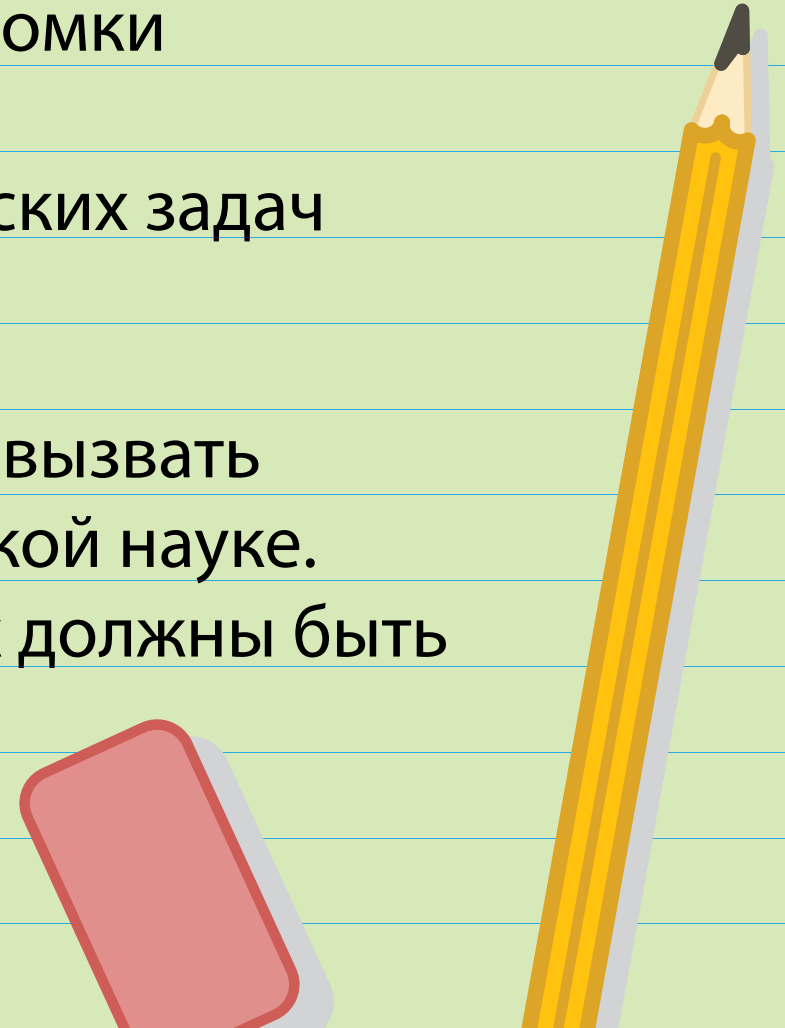 омки
ских задач
вызвать
кой науке.
должны быть